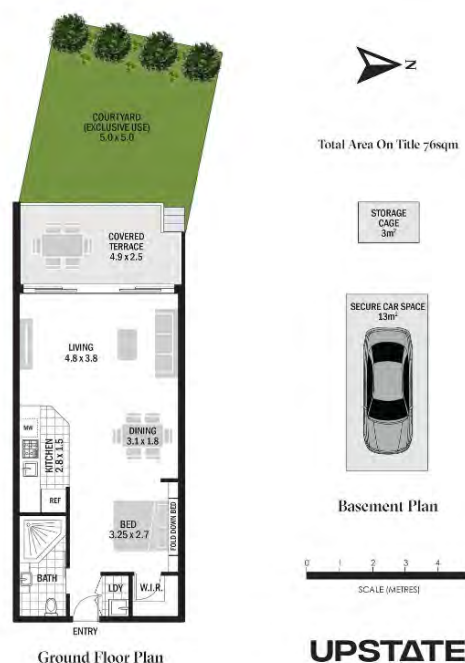 COURTYARD
(EXCLUSIVE USE)
5.0 x 5.0
N
Total Area On Title 76sqm
STORAGE
CAGE
3m²
COVERED
TERRACE
4.9 x 2.5
SECURE CAR SPACE
13m²
LIVING
4.8 x 3.8
MW
KITCHEN
2.8 x 1.5
DINING
3.1 x 1.8
REF
BED
3.25 x 2.7
FOLD DOWN BED
BATH
LDY
W.I.R.
ENTRY
Ground Floor Plan
Basement Plan
0 1 2 3 4
SCALE (METRES)
UPSTATE